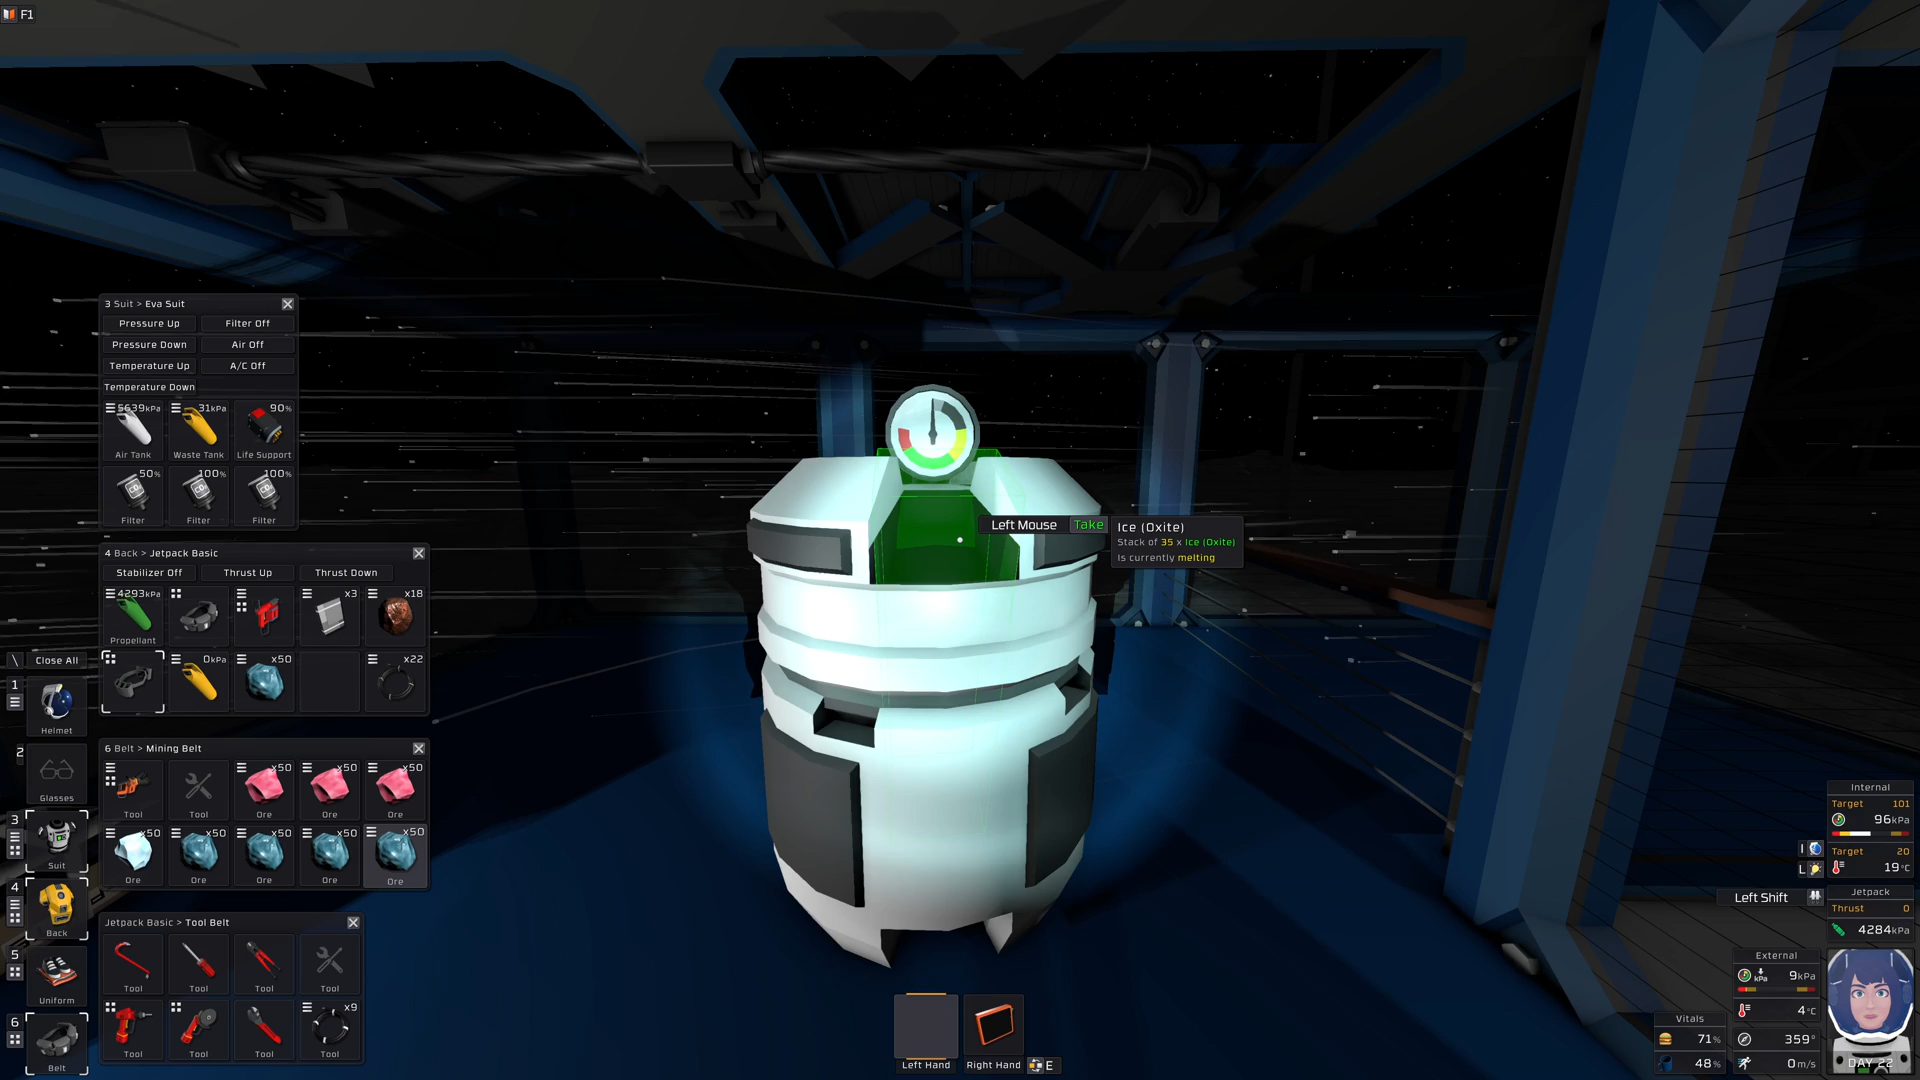 F1
3 Suit > Eva Suit
Pressure Up
Filter Off
Pressure Down
Air Off
Temperature Up
A/C Off
Temperature Down
5639kPa
31kPa
90%
Air Tank
Waste Tank
Life Support
50%
100%
100%
Filter
Filter
Filter
4 Back > Jetpack Basic
Stabilizer Off
Thrust Up
Thrust Down
4293kPa
x3
x18
Propellant
0kPa
x50
x22
\ Close All
1
Helmet
2
Glasses
3
Suit
4
Back
5
Uniform
6
Belt
6 Belt > Mining Belt
x50
x50
x50
Tool
Tool
Ore
Ore
Ore
x50
x50
x50
x50
x50
Ore
Ore
Ore
Ore
Ore
Jetpack Basic > Tool Belt
Tool
Tool
Tool
Tool
x9
Tool
Tool
Tool
Tool
Left Mouse
Take
Ice (Oxite)
Stack of 35 x Ice (Oxite)
Is currently melting
Left Hand
Right Hand
E
Internal
Target 101
96kPa
Target 20
19°C
I
L
Left Shift
Jetpack
Thrust 0
4284kPa
External
kPa
9kPa
4°C
359°
0m/s
Vitals
71%
48%
DAY 22